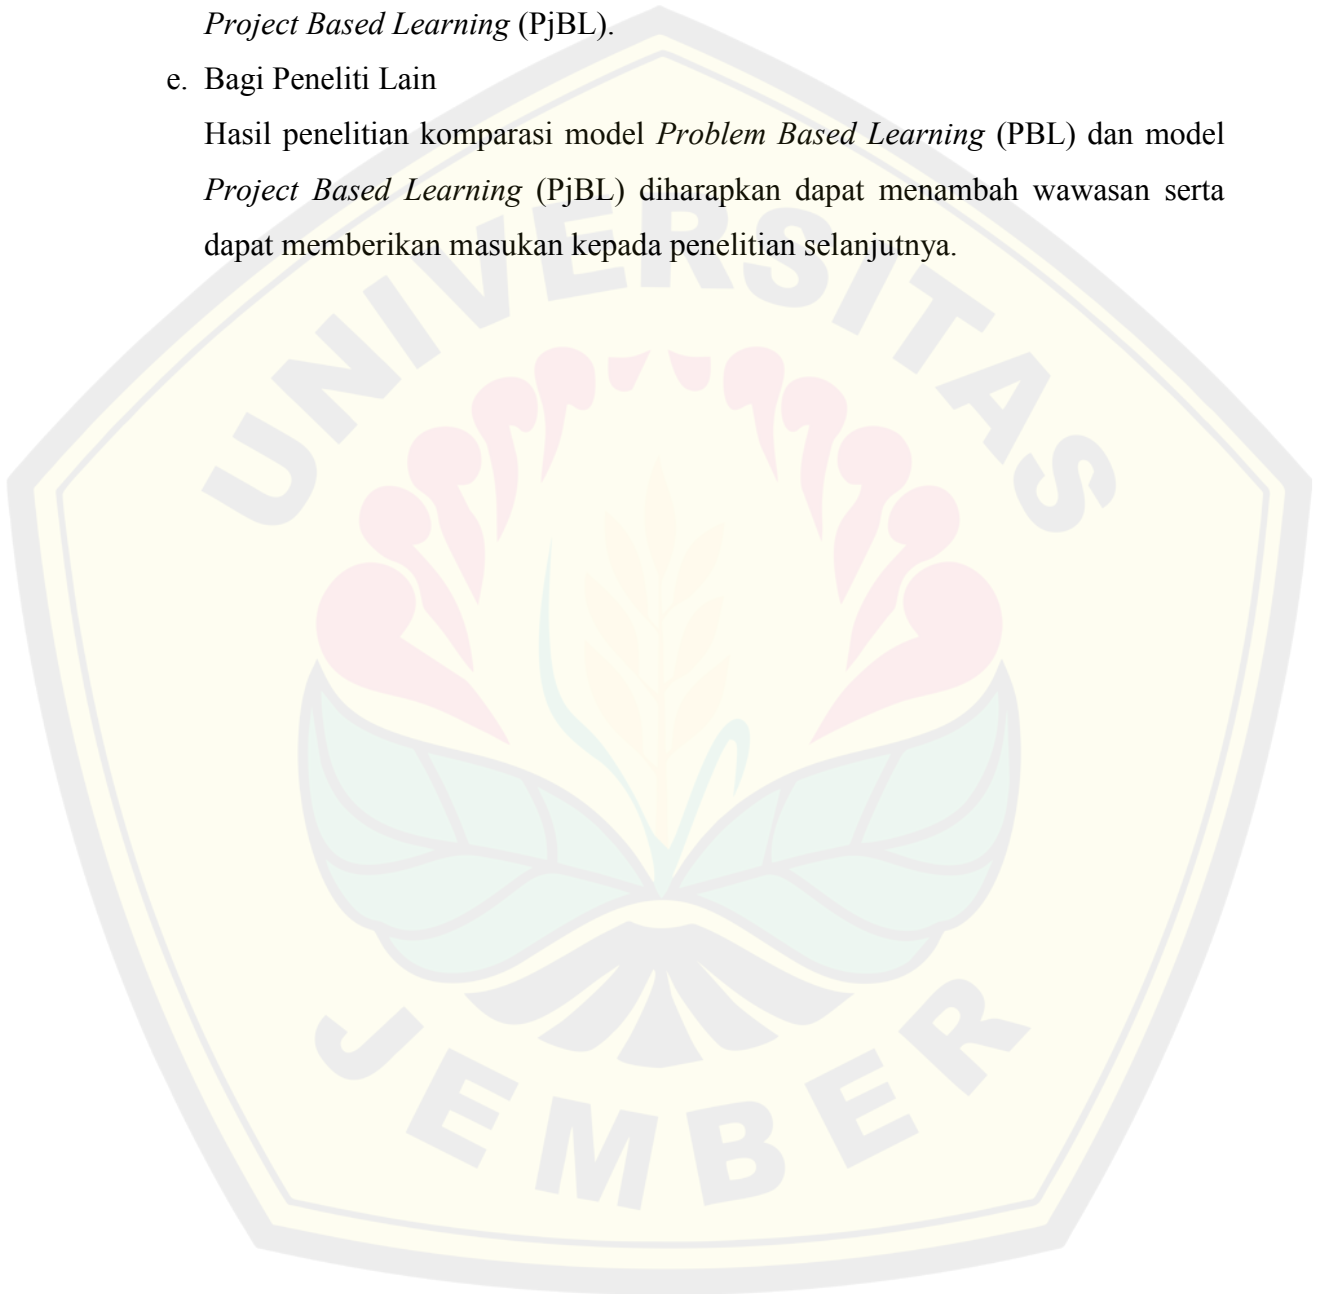 Project Based Learning (PjBL).
e. Bagi Peneliti Lain
Hasil penelitian komparasi model Problem Based Learning (PBL) dan model
Project Based Learning (PjBL) diharapkan dapat menambah wawasan serta
dapat memberikan masukan kepada penelitian selanjutnya.
UNIVERSITAS
JEMBER